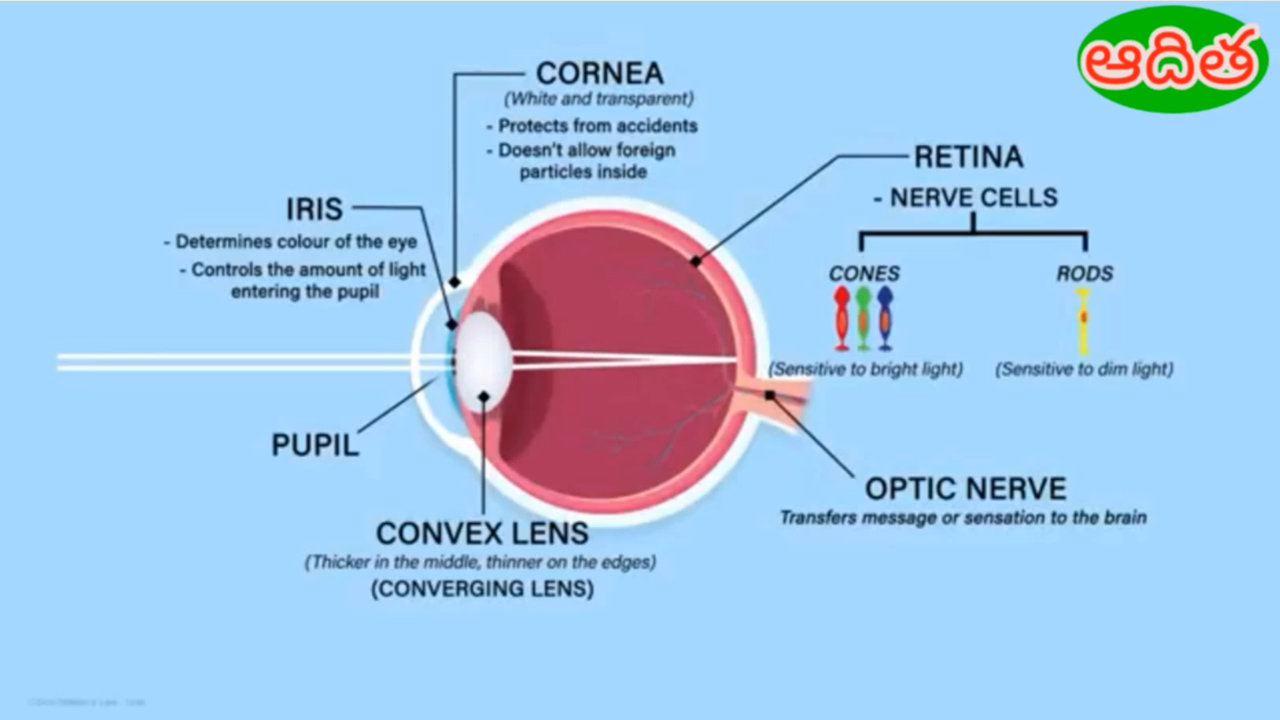 ఆదిత
CORNEA
(White and transparent)
- Protects from accidents
- Doesn't allow foreign
particles inside
RETINA
- NERVE CELLS
IRIS
- Determines colour of the eye
- Controls the amount of light
entering the pupil
CONES
RODS
(Sensitive to bright light)
(Sensitive to dim light)
PUPIL
OPTIC NERVE
Transfers message or sensation to the brain
CONVEX LENS
(Thicker in the middle, thinner on the edges)
(CONVERGING LENS)